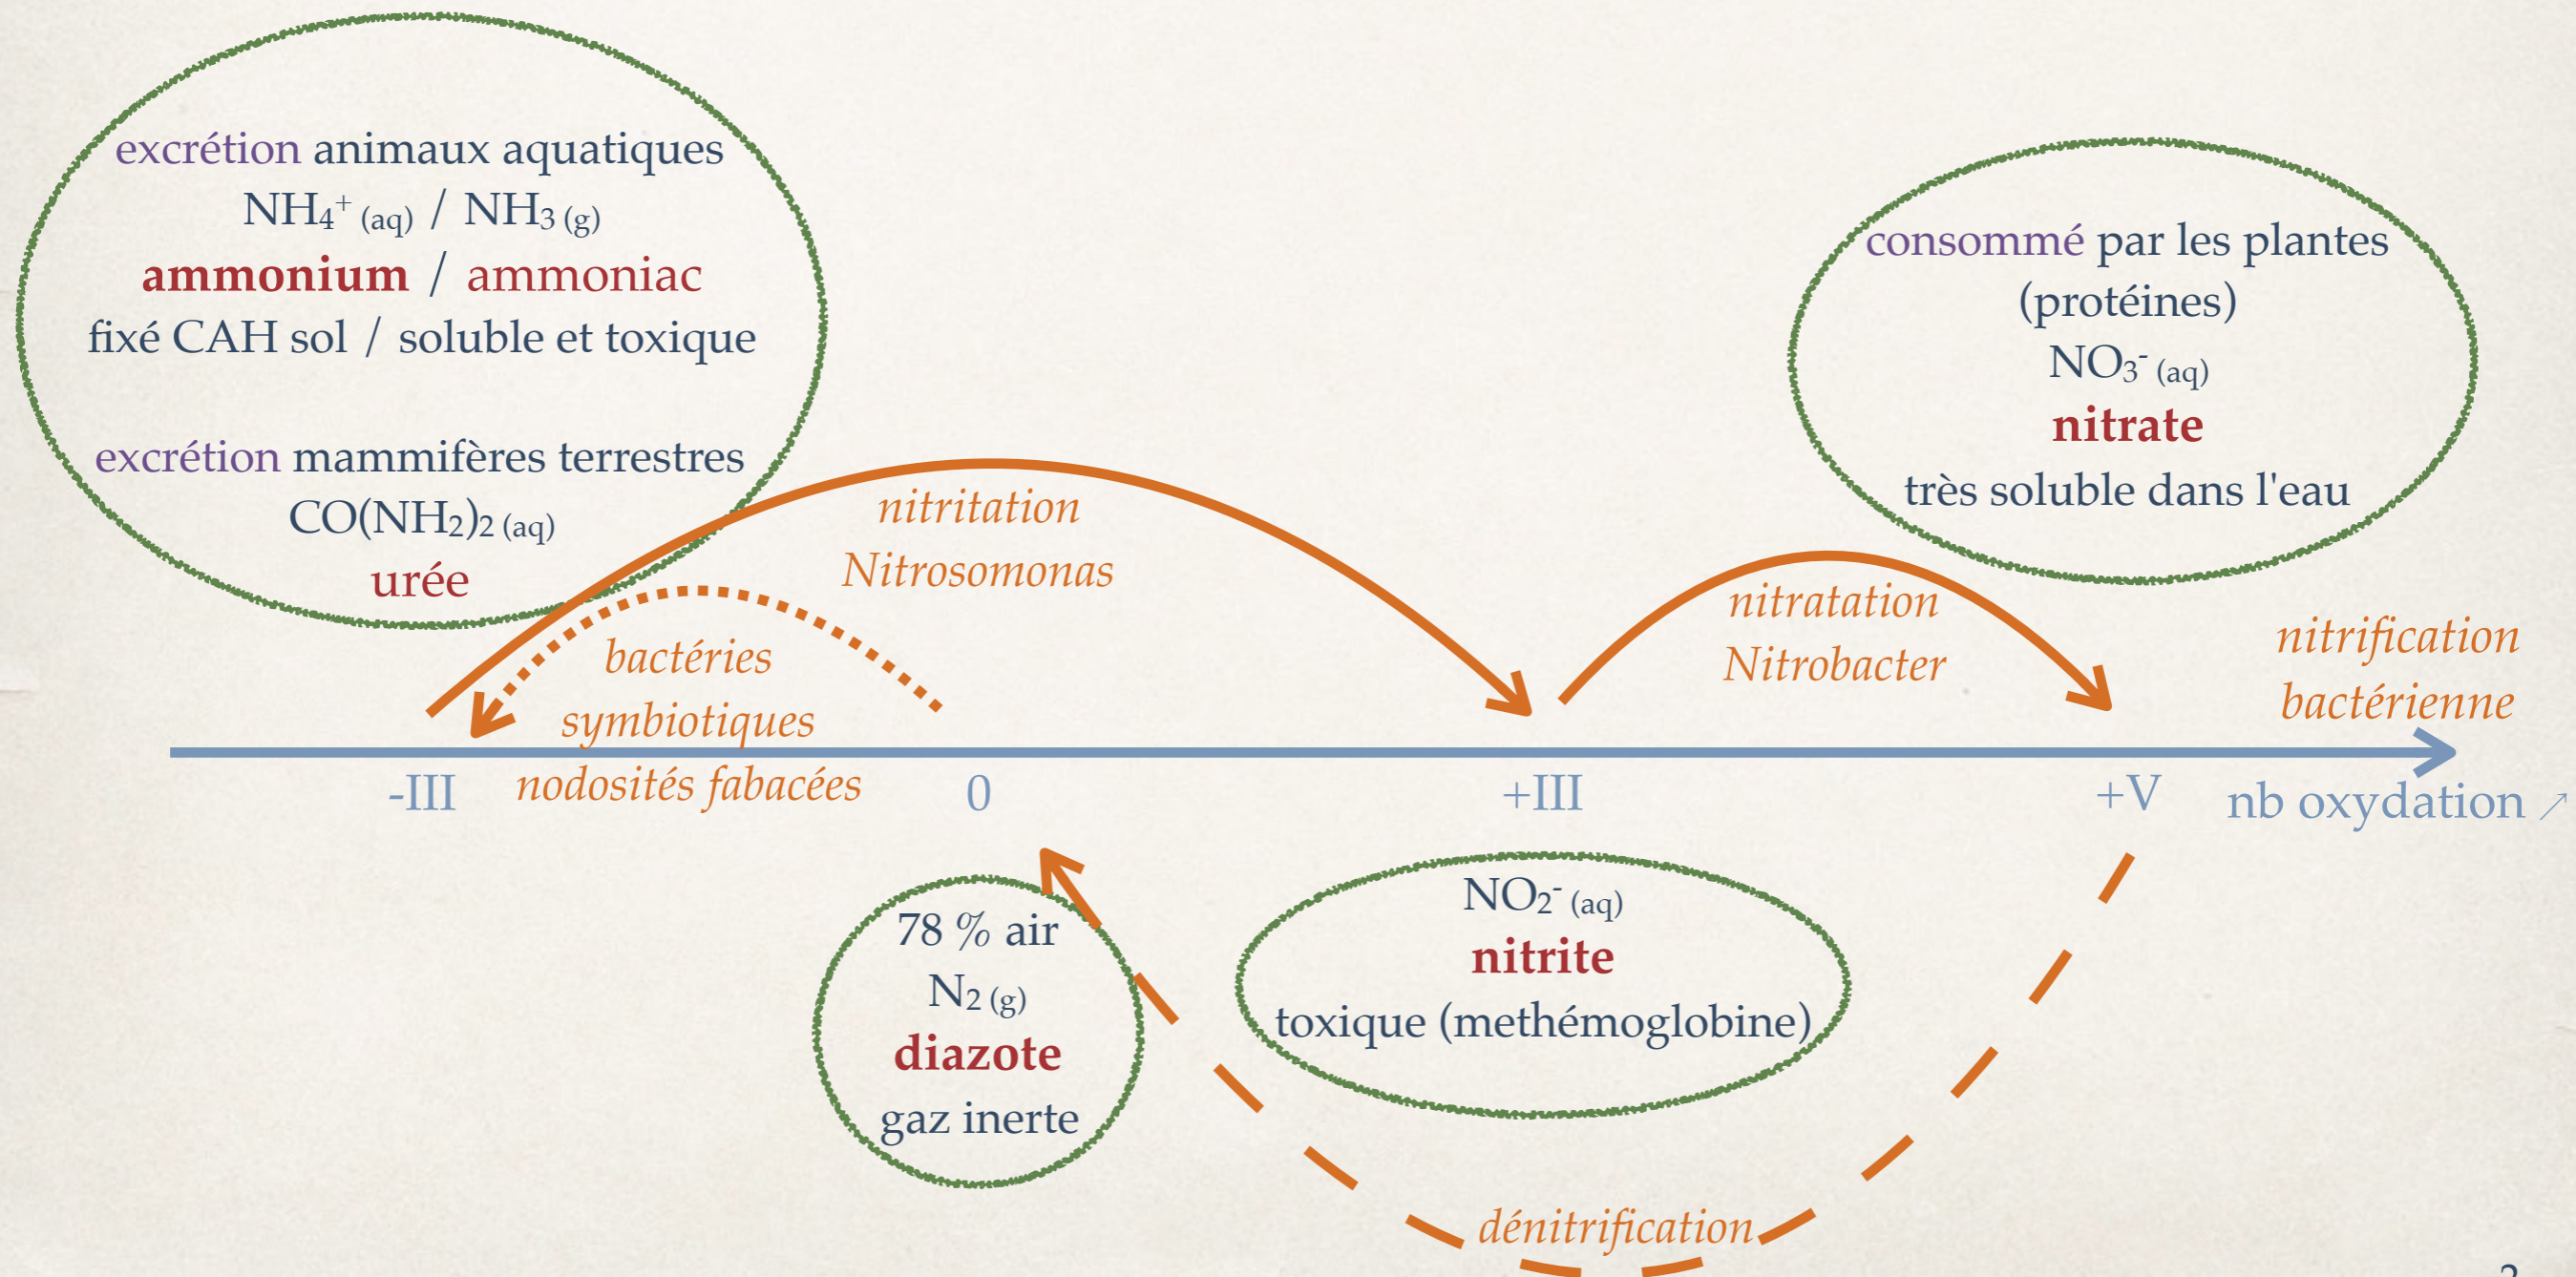 excrétion animaux aquatiques
NH₄⁺ (aq) / NH₃ (g)
ammonium / ammoniac
fixé CAH sol / soluble et toxique
excrétion mammifères terrestres
CO(NH₂)₂ (aq)
urée
consommé par les plantes
(protéines)
NO₃⁻ (aq)
nitrate
très soluble dans l'eau
nitritation
Nitrosomonas
nitratation
Nitrobacter
nitrification
bactérienne
bactéries
symbiotiques
nodosités fabacées
-III
0
+III
+V
nb oxydation ↗
78 % air
N₂ (g)
diazote
gaz inerte
NO₂⁻ (aq)
nitrite
toxique (methémoglobine)
dénitrification